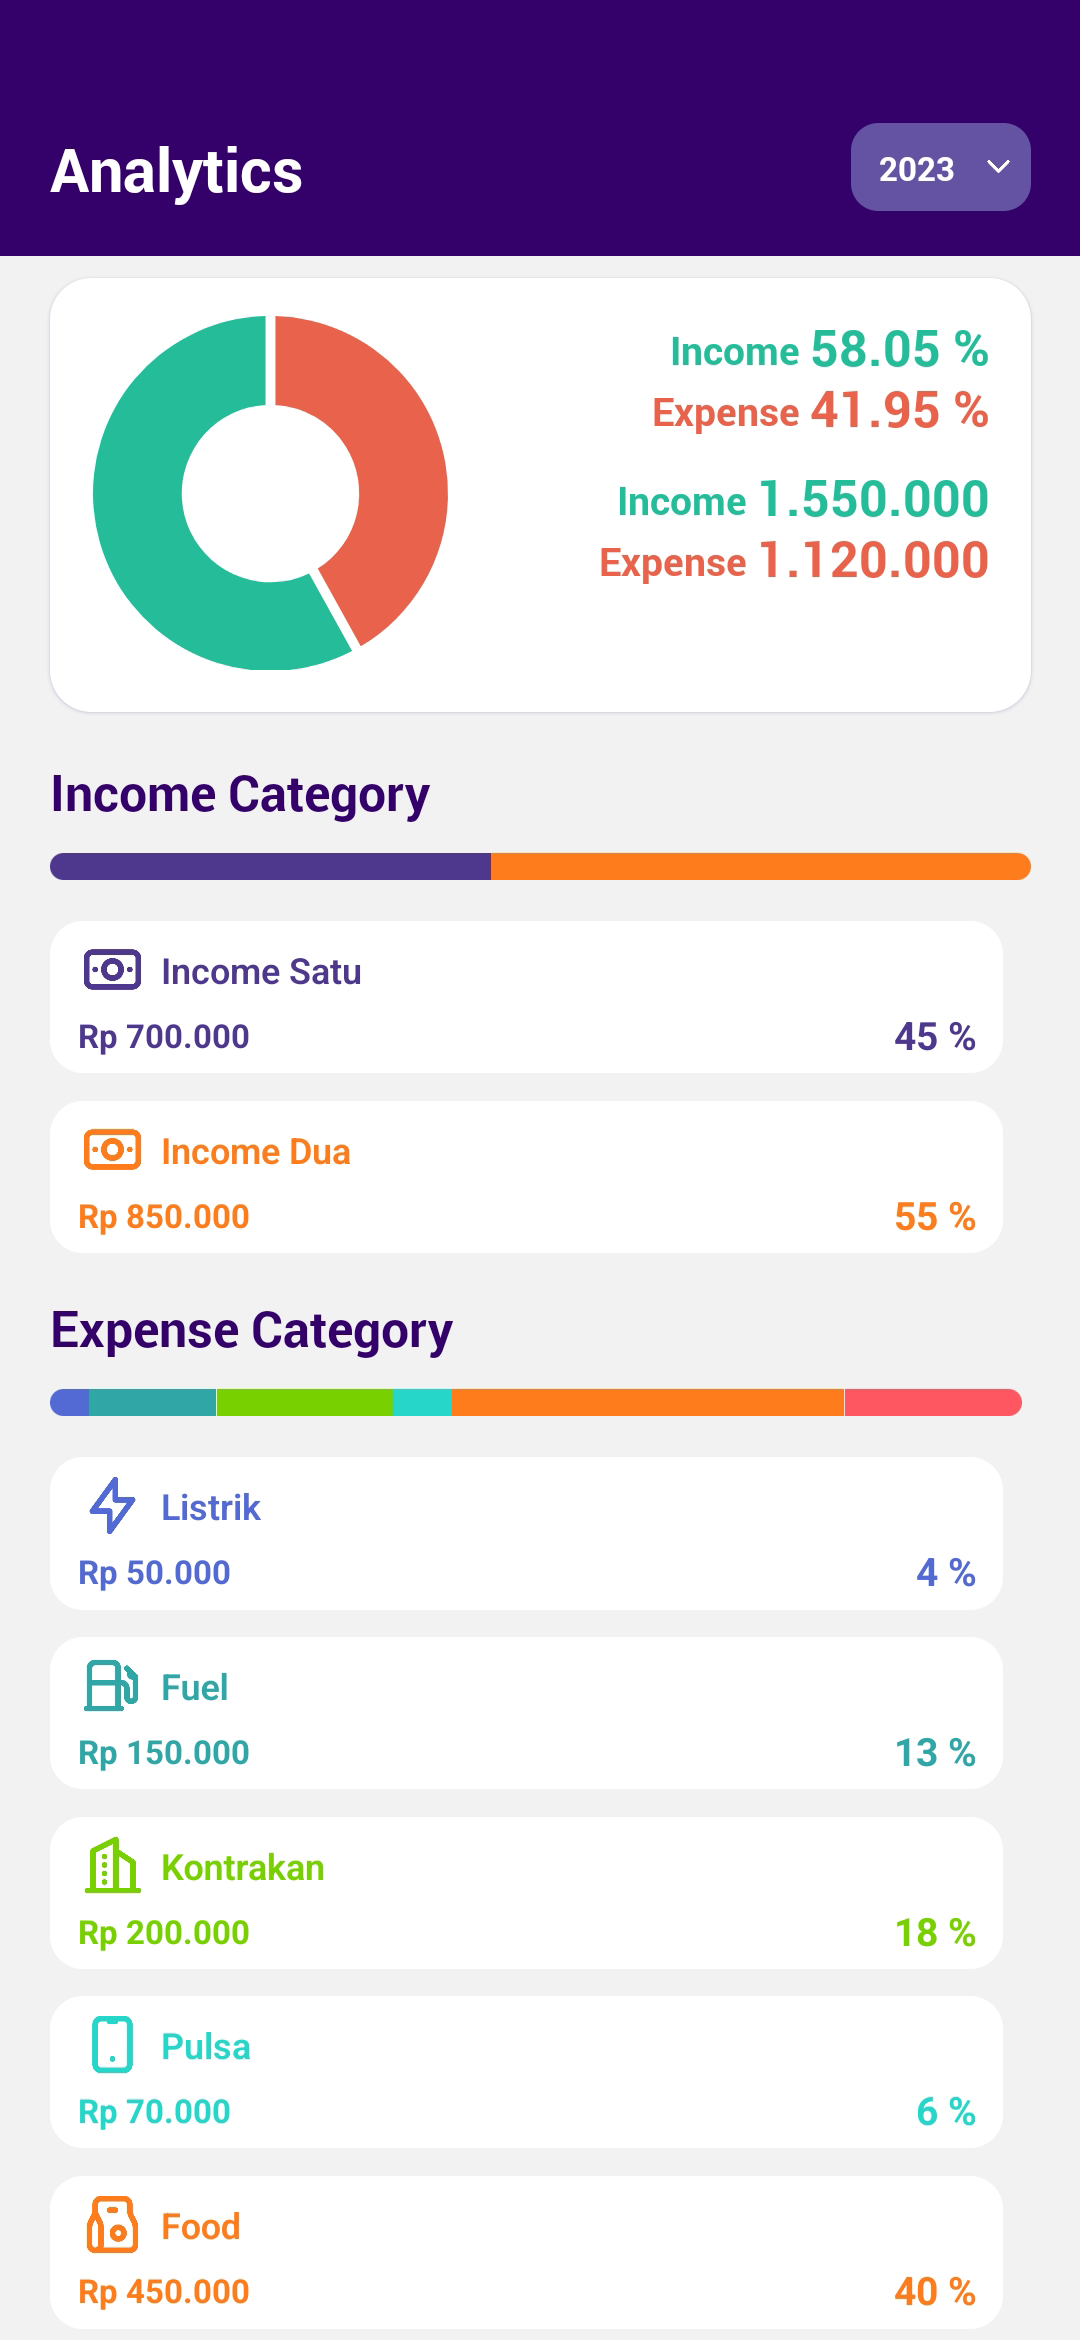 Analytics
2023
Income 58.05 %
Expense 41.95 %
Income 1.550.000
Expense 1.120.000
Income Category
Income Satu
Rp 700.000 45 %
Income Dua
Rp 850.000 55 %
Expense Category
Listrik
Rp 50.000 4 %
Fuel
Rp 150.000 13 %
Kontrakan
Rp 200.000 18 %
Pulsa
Rp 70.000 6 %
Food
Rp 450.000 40 %